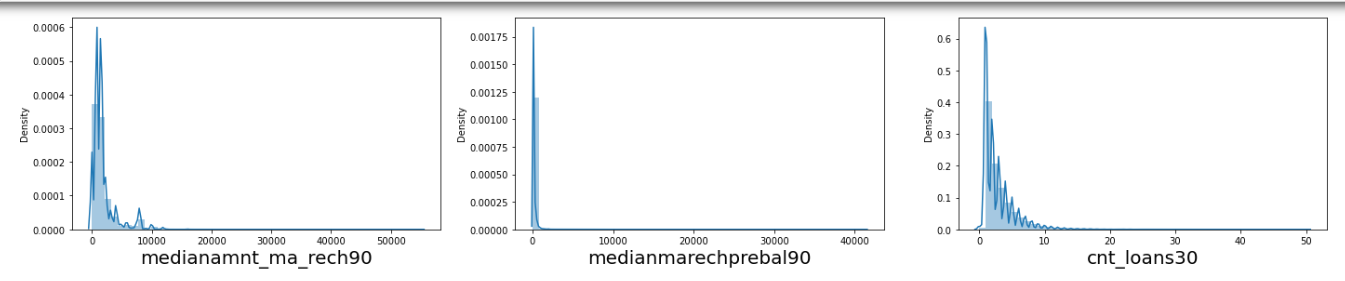 Density
0.0006
0.0005
0.0004
0.0003
0.0002
0.0001
0.0000
0 10000 20000 30000 40000 50000
medianamnt_ma_rech90
Density
0.00175
0.00150
0.00125
0.00100
0.00075
0.00050
0.00025
0.00000
0 10000 20000 30000 40000
medianmarechprebal90
Density
0.6
0.5
0.4
0.3
0.2
0.1
0.0
0 10 20 30 40 50
cnt_loans30